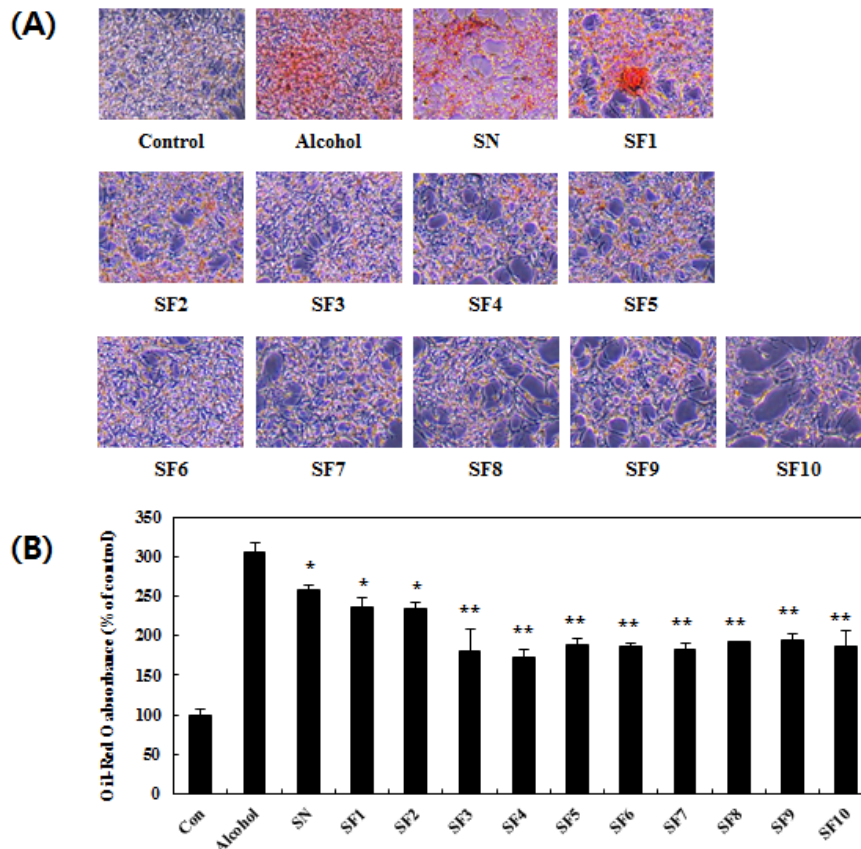 (A)
Control Alcohol SN SF1
SF2 SF3 SF4 SF5
SF6 SF7 SF8 SF9 SF10
(B)
Oil-Red O absorbance (% of control)
350
300
250
200
150
100
50
0
* * * ** ** ** ** ** ** ** **
Con Alcohol SN SF1 SF2 SF3 SF4 SF5 SF6 SF7 SF8 SF9 SF10